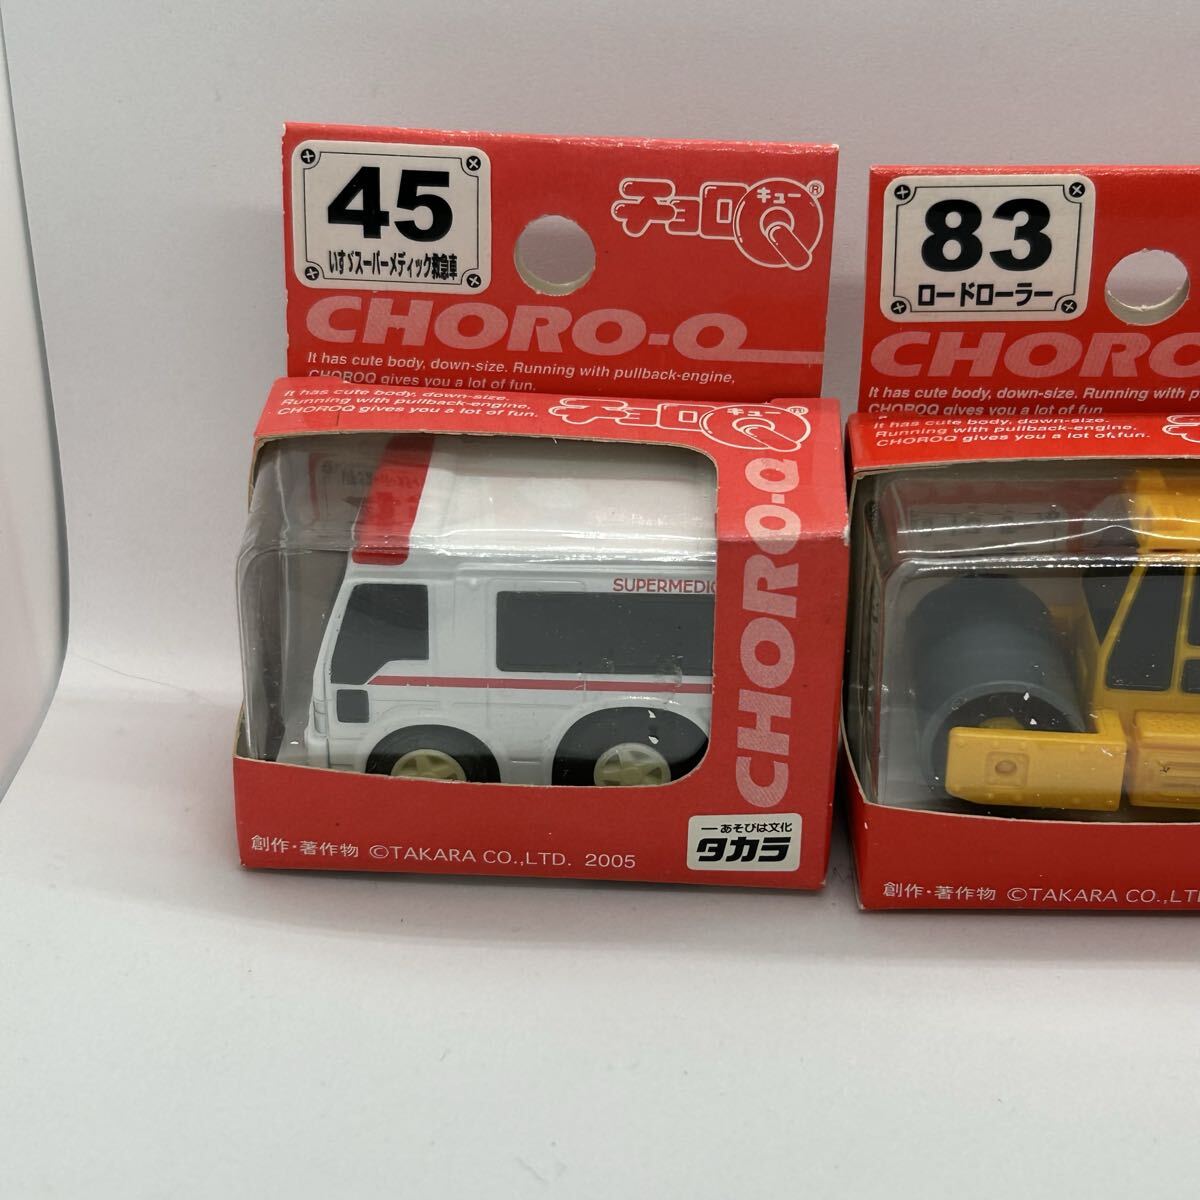 45
いすゞスーパーメディック救急車
チョロQ
キュー
®
CHORO-Q
It has cute body, down-size. Running with pullback-engine,
CHOROQ gives you a lot of fun.
It has cute body, down-size.
Running with pullback-engine,
CHOROQ gives you a lot of fun.
チョロQ
キュー
®
CHORO-Q
SUPERMEDIC
創作・著作物 ©TAKARA CO.,LTD. 2005
―あそびは文化
タカラ
83
ロードローラー
CHORO
It has cute body, down-size. Running with p
CHOROQ gives you a lot of fun.
It has cute body, down-size.
Running with pullback-engine,
CHOROQ gives you a lot of fun.
創作・著作物 ©TAKARA CO.,LT